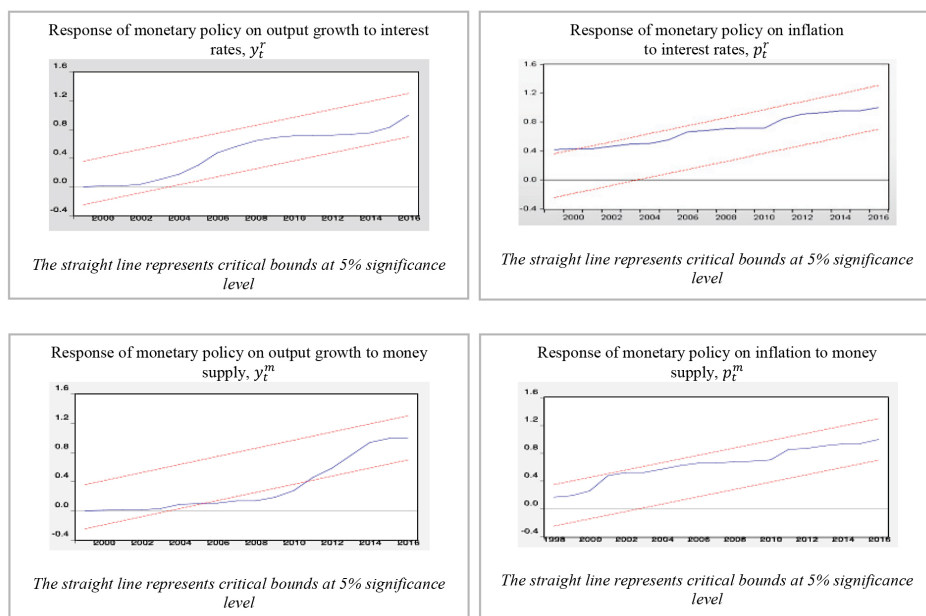 Response of monetary policy on output growth to interest
rates, y_t^r
1.6
1.2
0.8
0.4
0.0
-0.4
2000 2002 2004 2006 2008 2010 2012 2014 2016
The straight line represents critical bounds at 5% significance
level
Response of monetary policy on inflation
to interest rates, p_t^r
1.6
1.2
0.8
0.4
0.0
-0.4
2000 2002 2004 2006 2008 2010 2012 2014 2016
The straight line represents critical bounds at 5% significance
level
Response of monetary policy on output growth to money
supply, y_t^m
1.6
1.2
0.8
0.4
0.0
-0.4
2000 2002 2004 2006 2008 2010 2012 2014 2016
The straight line represents critical bounds at 5% significance
level
Response of monetary policy on inflation to money
supply, p_t^m
1.6
1.2
0.8
0.4
0.0
-0.4
1998 2000 2002 2004 2006 2008 2010 2012 2014 2016
The straight line represents critical bounds at 5% significance
level